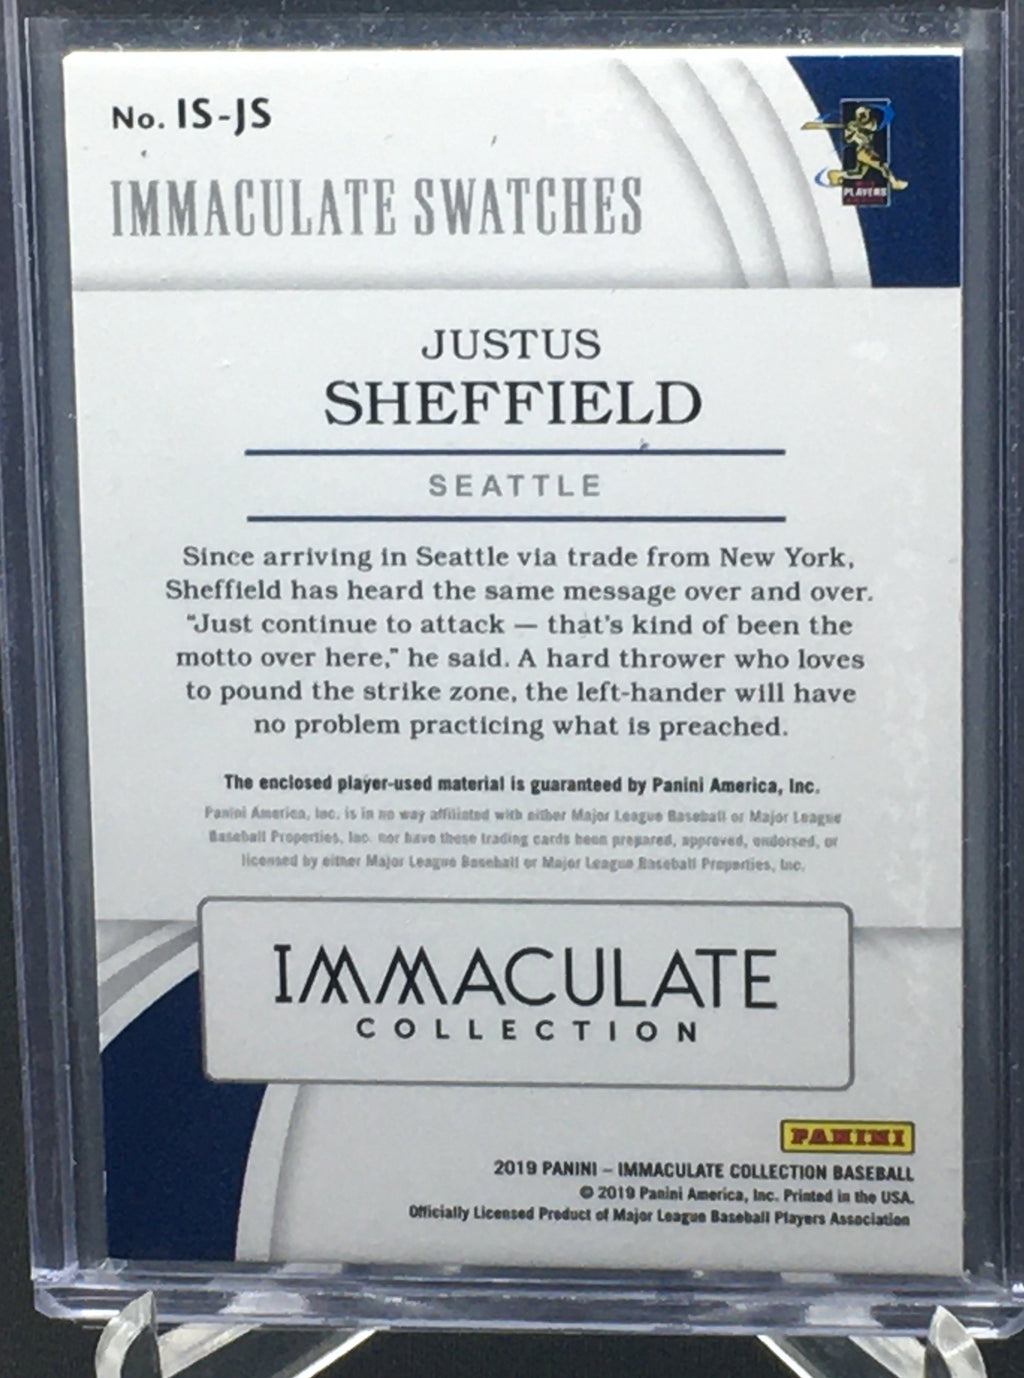 No. IS-JS
IMMACULATE SWATCHES
PLAYERS
JUSTUS
SHEFFIELD
SEATTLE
Since arriving in Seattle via trade from New York,
Sheffield has heard the same message over and over.
"Just continue to attack — that's kind of been the
motto over here," he said. A hard thrower who loves
to pound the strike zone, the left-hander will have
no problem practicing what is preached.
The enclosed player-used material is guaranteed by Panini America, Inc.
Panini America, Inc. is in no way affiliated with either Major League Baseball or Major League
Baseball Properties, Inc. nor have these trading cards been prepared, approved, endorsed, or
licensed by either Major League Baseball or Major League Baseball Properties, Inc.
IMMACULATE
COLLECTION
PANINI
2019 PANINI – IMMACULATE COLLECTION BASEBALL
© 2019 Panini America, Inc. Printed in the USA.
Officially Licensed Product of Major League Baseball Players Association